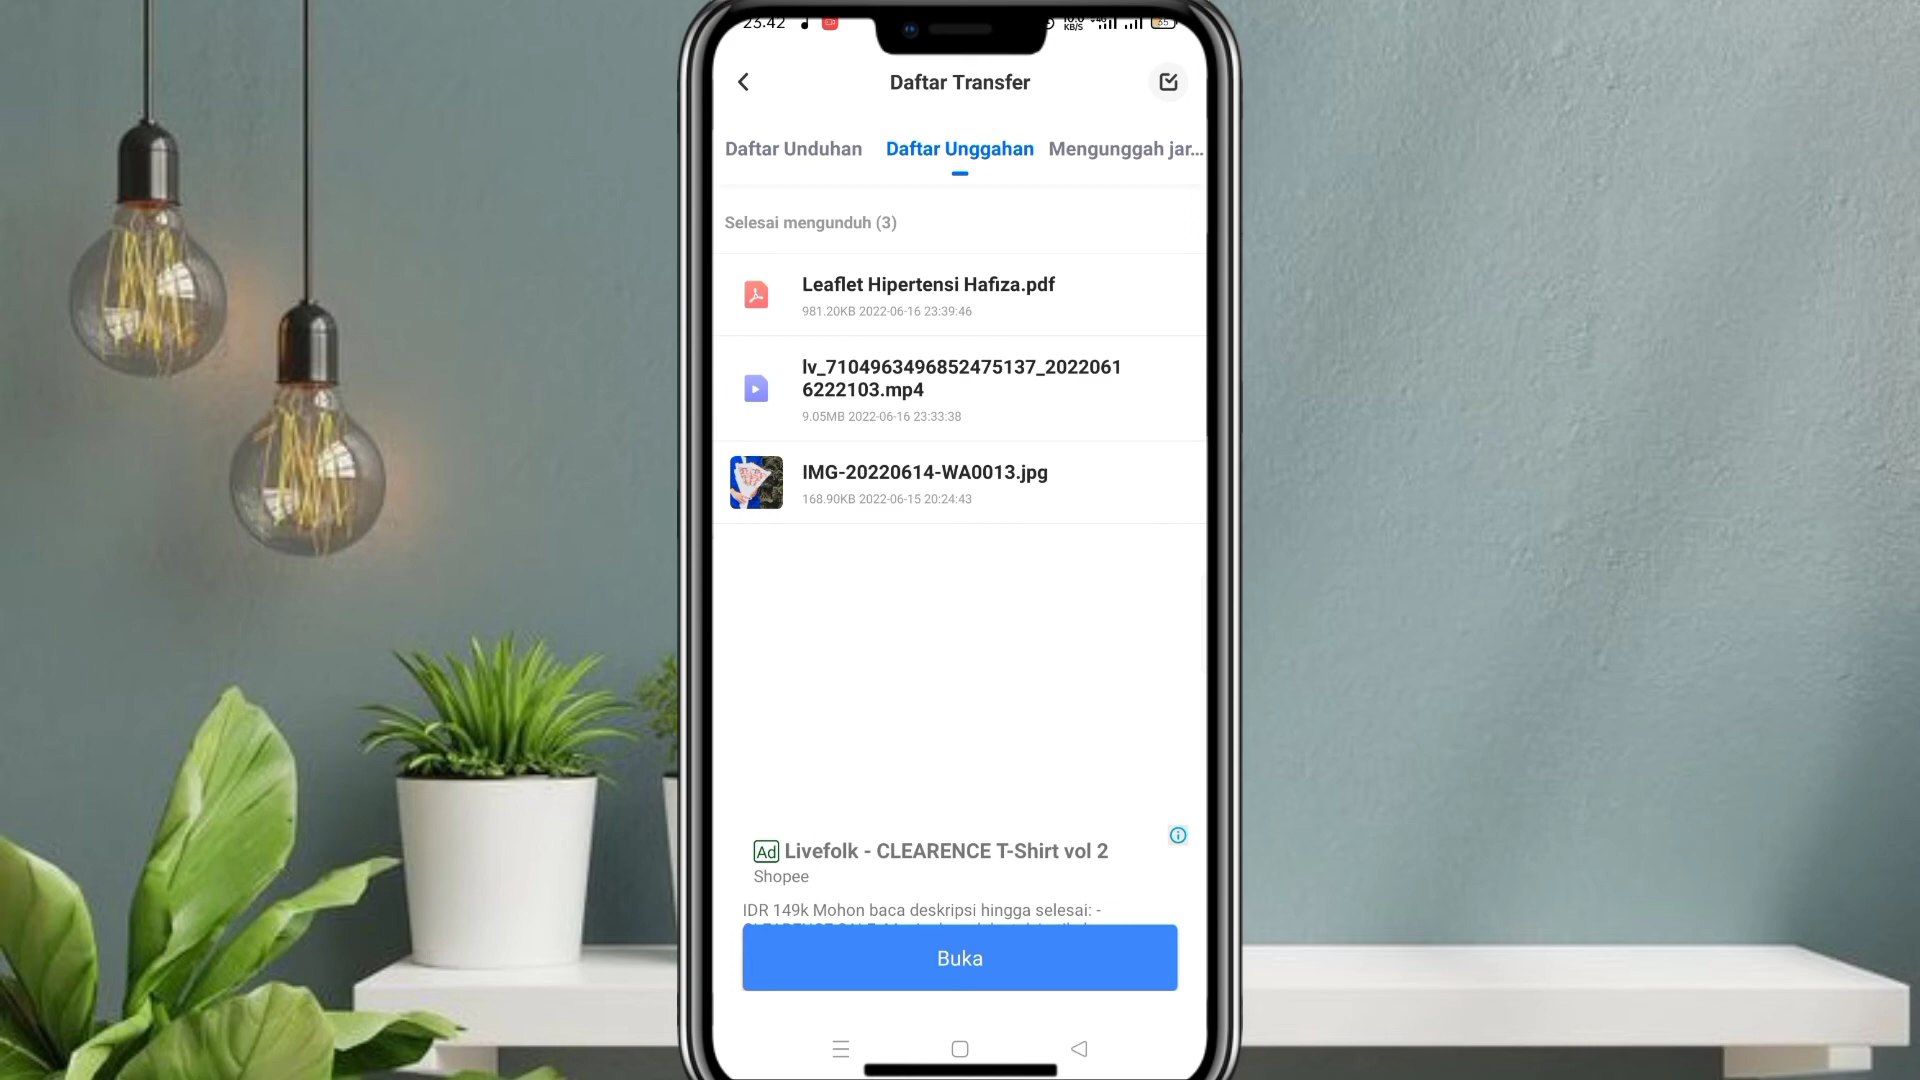 23.42
KB/S
35
Daftar Transfer
Daftar Unduhan Daftar Unggahan Mengunggah jar...
Selesai mengunduh (3)
Leaflet Hipertensi Hafiza.pdf
981.20KB 2022-06-16 23:39:46
lv_7104963496852475137_2022061
6222103.mp4
9.05MB 2022-06-16 23:33:38
IMG-20220614-WA0013.jpg
168.90KB 2022-06-15 20:24:43
Ad Livefolk - CLEARENCE T-Shirt vol 2
Shopee
IDR 149k Mohon baca deskripsi hingga selesai: -
Buka